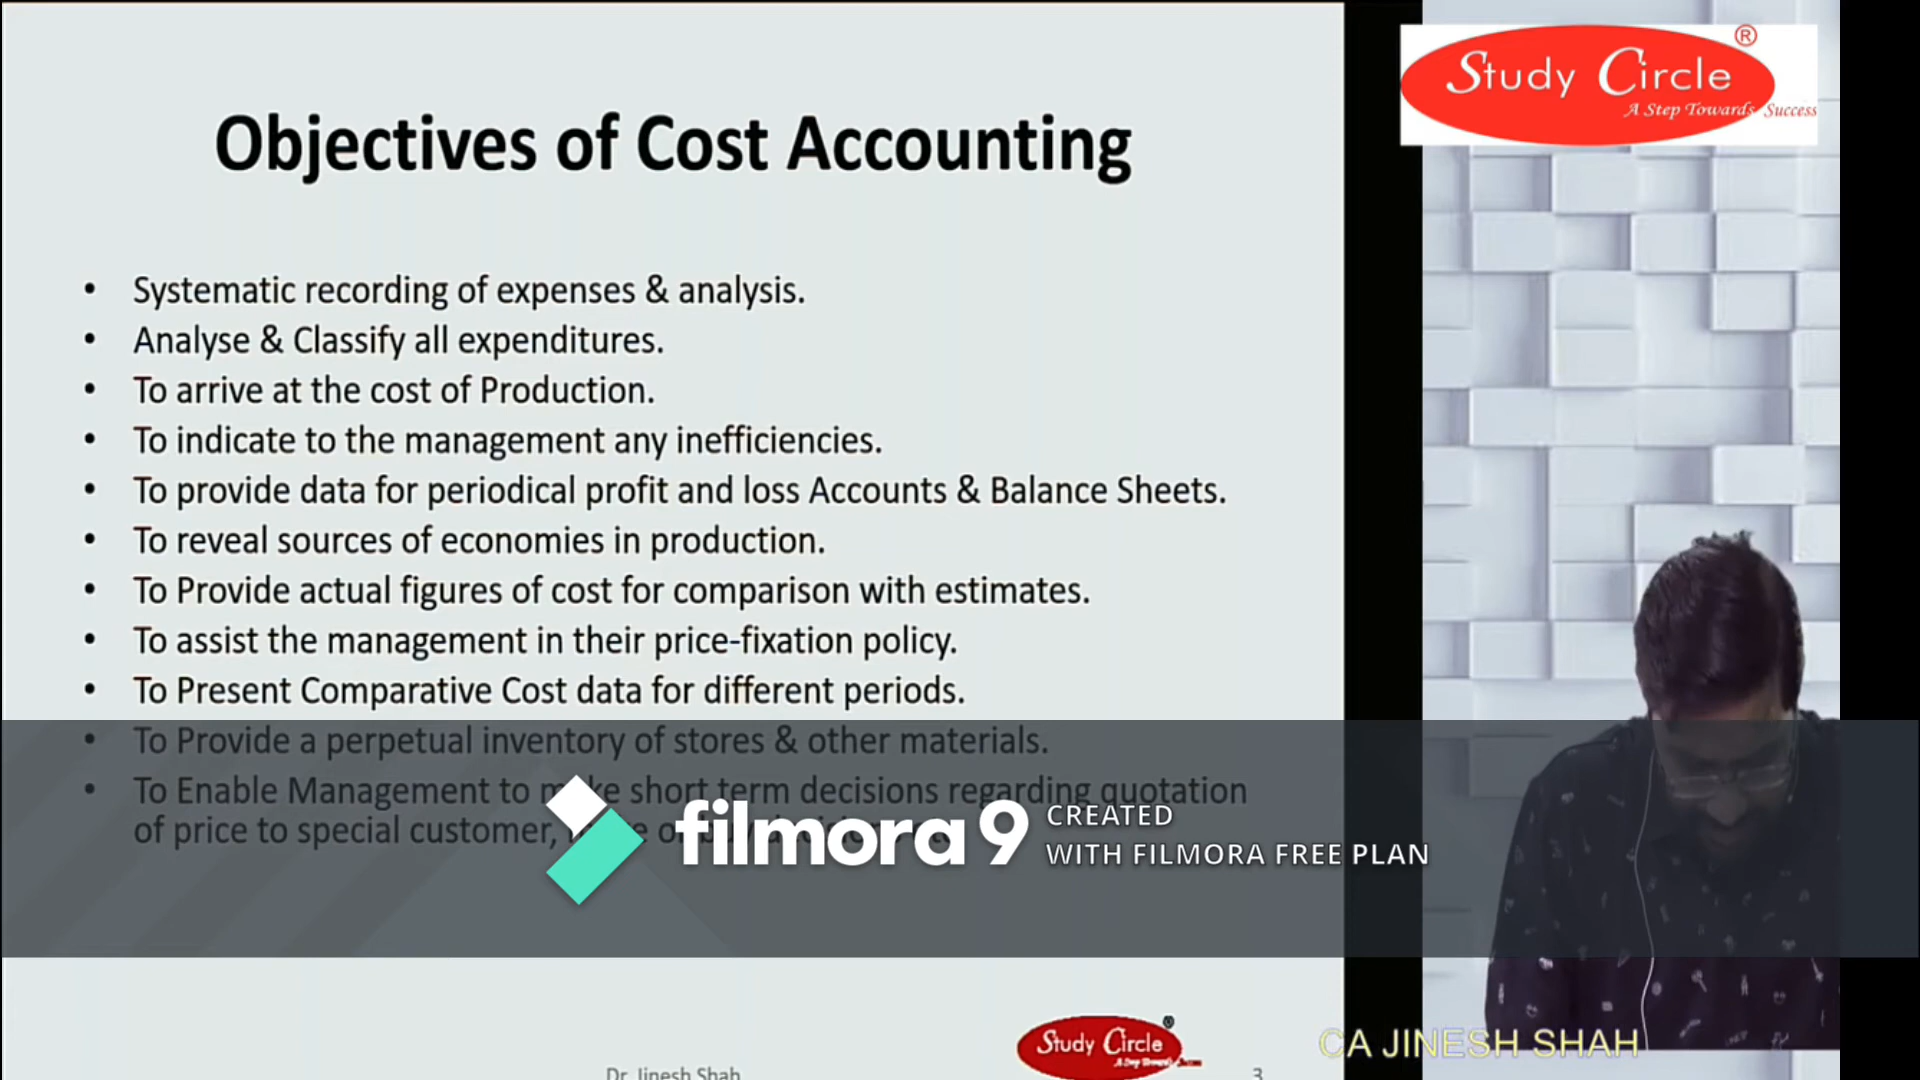 Objectives of Cost Accounting
• Systematic recording of expenses & analysis.
• Analyse & Classify all expenditures.
• To arrive at the cost of Production.
• To indicate to the management any inefficiencies.
• To provide data for periodical profit and loss Accounts & Balance Sheets.
• To reveal sources of economies in production.
• To Provide actual figures of cost for comparison with estimates.
• To assist the management in their price-fixation policy.
• To Present Comparative Cost data for different periods.
• To Provide a perpetual inventory of stores & other materials.
• To Enable Management to make short term decisions regarding quotation
of price to special customer,
filmora 9 CREATED
WITH FILMORA FREE PLAN
Study Circle ®
A Step Towards Success
Study Circle
CA JINESH SHAH
Dr. Jinesh Shah
3